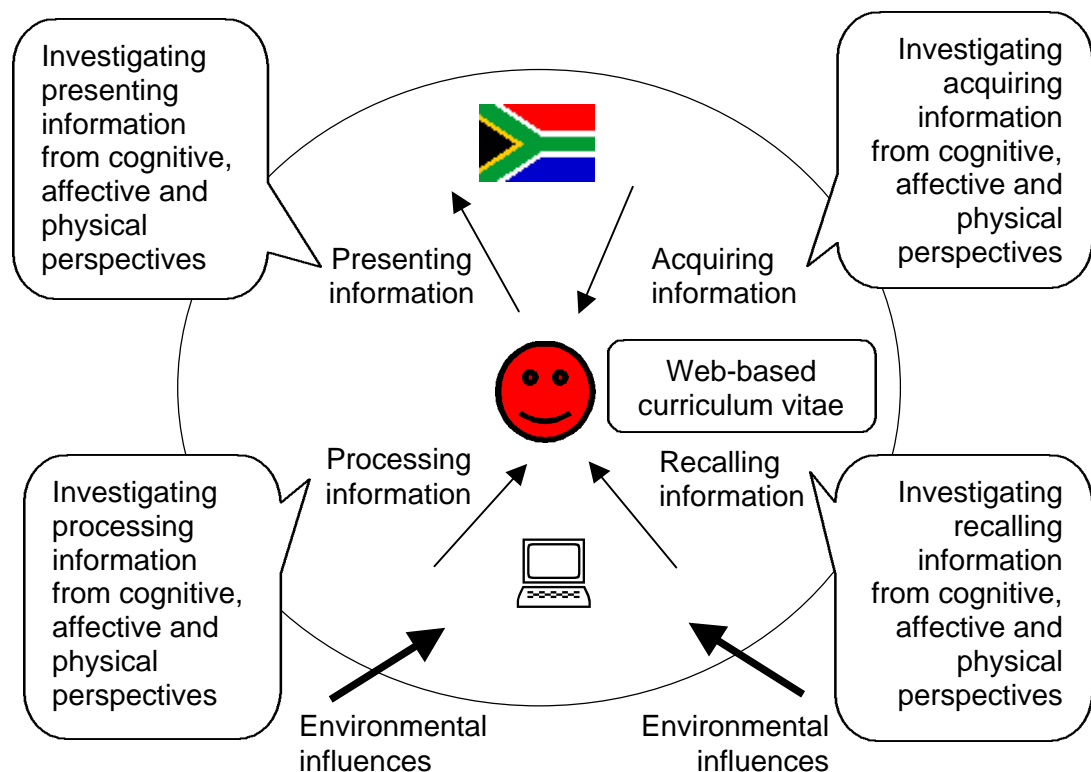 Investigating
presenting
information
from cognitive,
affective and
physical
perspectives
Investigating
acquiring
information
from cognitive,
affective and
physical
perspectives
Presenting
information
Acquiring
information
Web-based
curriculum vitae
Processing
information
Recalling
information
Investigating
processing
information
from cognitive,
affective and
physical
perspectives
Investigating
recalling
information
from cognitive,
affective and
physical
perspectives
Environmental
influences
Environmental
influences